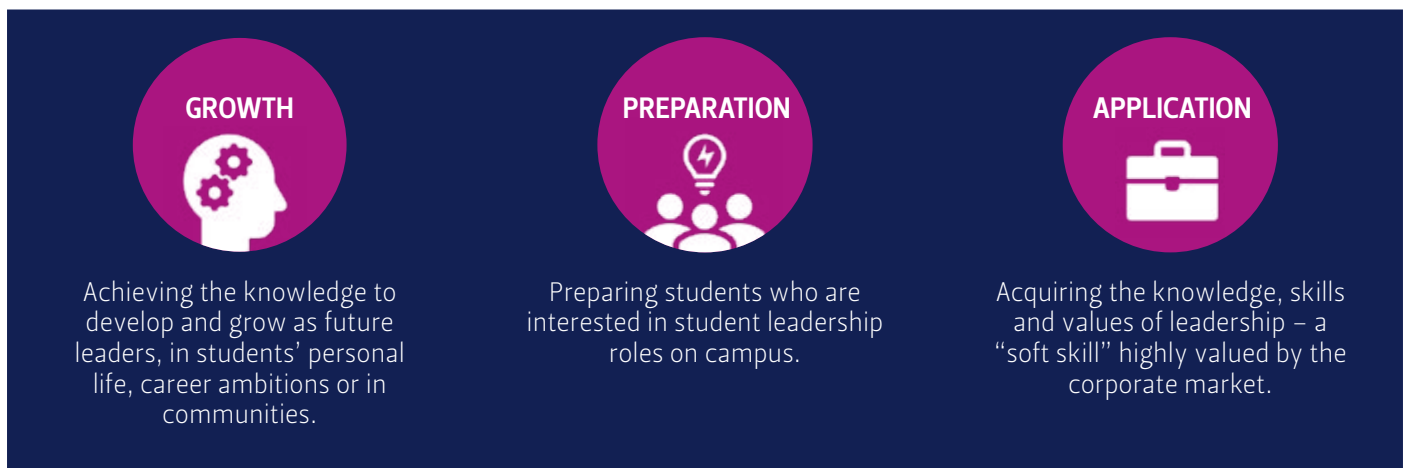 GROWTH
Achieving the knowledge to
develop and grow as future
leaders, in students’ personal
life, career ambitions or in
communities.
PREPARATION
Preparing students who are
interested in student leadership
roles on campus.
APPLICATION
Acquiring the knowledge, skills
and values of leadership – a
“soft skill” highly valued by the
corporate market.